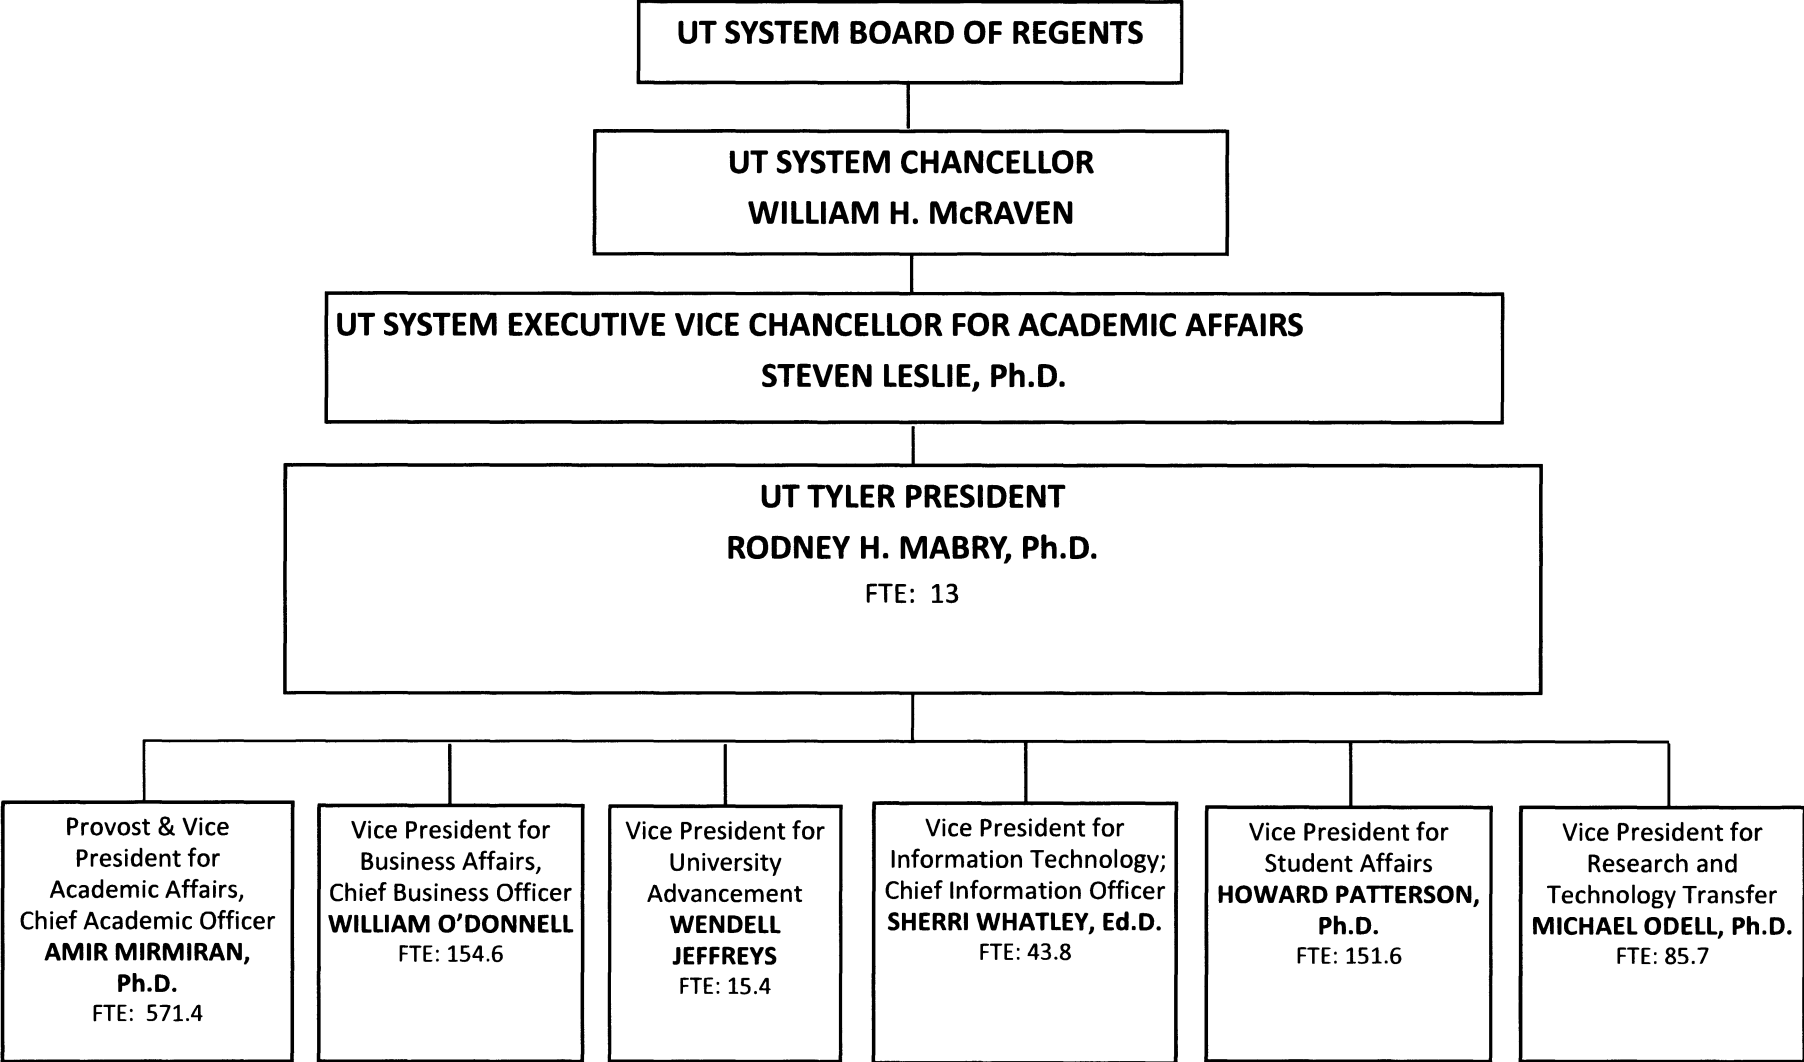 UT SYSTEM BOARD OF REGENTS
UT SYSTEM CHANCELLOR
WILLIAM H. McRAVEN
UT SYSTEM EXECUTIVE VICE CHANCELLOR FOR ACADEMIC AFFAIRS
STEVEN LESLIE, Ph.D.
UT TYLER PRESIDENT
RODNEY H. MABRY, Ph.D.
FTE: 13
Provost & Vice
President for
Academic Affairs,
Chief Academic Officer
AMIR MIRMIRAN,
Ph.D.
FTE: 571.4
Vice President for
Business Affairs,
Chief Business Officer
WILLIAM O'DONNELL
FTE: 154.6
Vice President for
University
Advancement
WENDELL
JEFFREYS
FTE: 15.4
Vice President for
Information Technology;
Chief Information Officer
SHERRI WHATLEY, Ed.D.
FTE: 43.8
Vice President for
Student Affairs
HOWARD PATTERSON,
Ph.D.
FTE: 151.6
Vice President for
Research and
Technology Transfer
MICHAEL ODELL, Ph.D.
FTE: 85.7